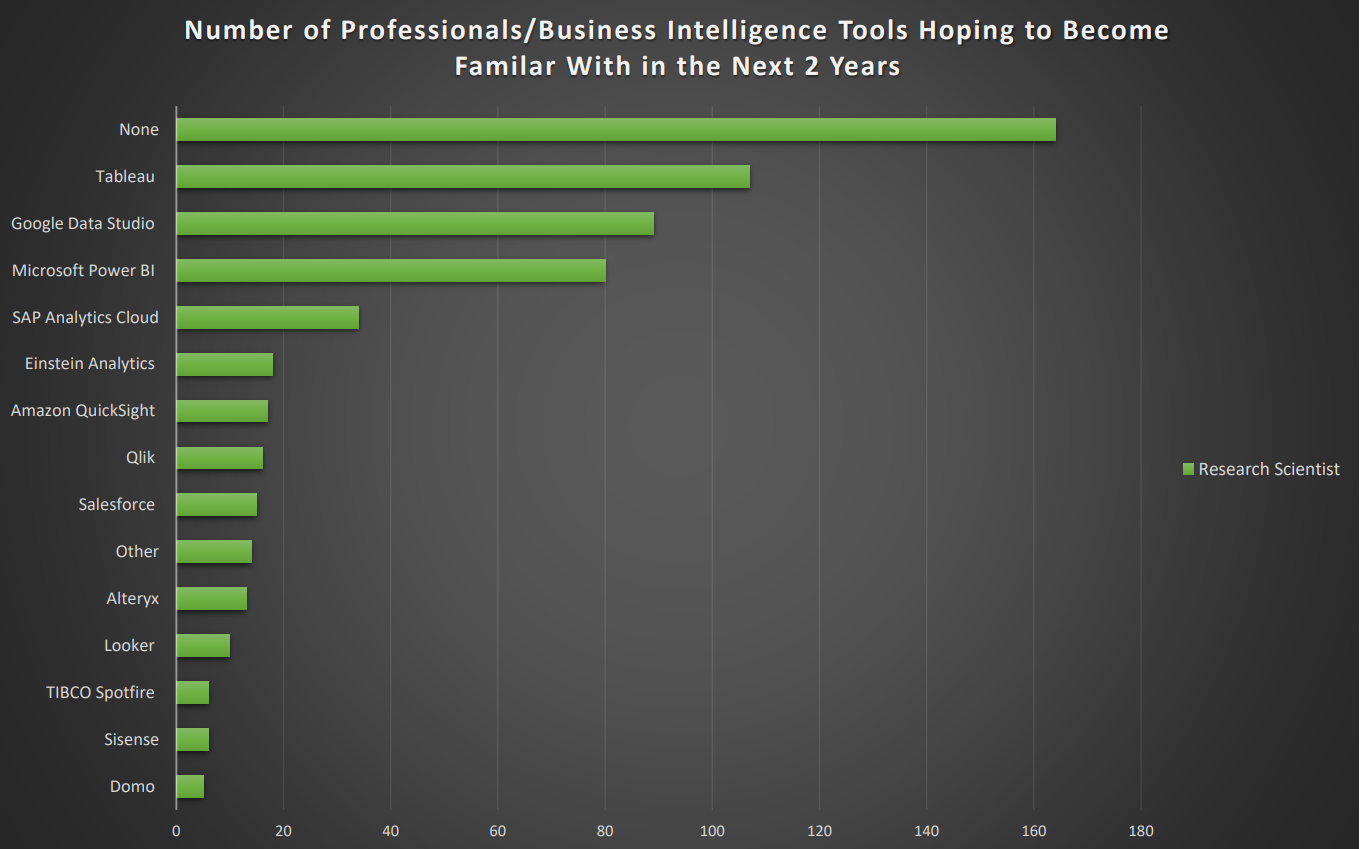 Number of Professionals/Business Intelligence Tools Hoping to Become
Familar With in the Next 2 Years
None
Tableau
Google Data Studio
Microsoft Power BI
SAP Analytics Cloud
Einstein Analytics
Amazon QuickSight
Qlik
Salesforce
Other
Alteryx
Looker
TIBCO Spotfire
Sisense
Domo
0 20 40 60 80 100 120 140 160 180
Research Scientist